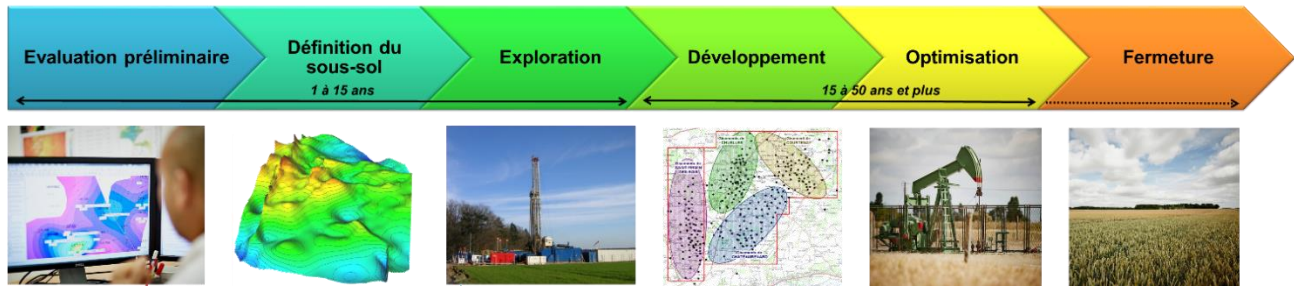 Evaluation préliminaire
Définition du
sous-sol
Exploration
Développement
Optimisation
Fermeture
1 à 15 ans
15 à 50 ans et plus